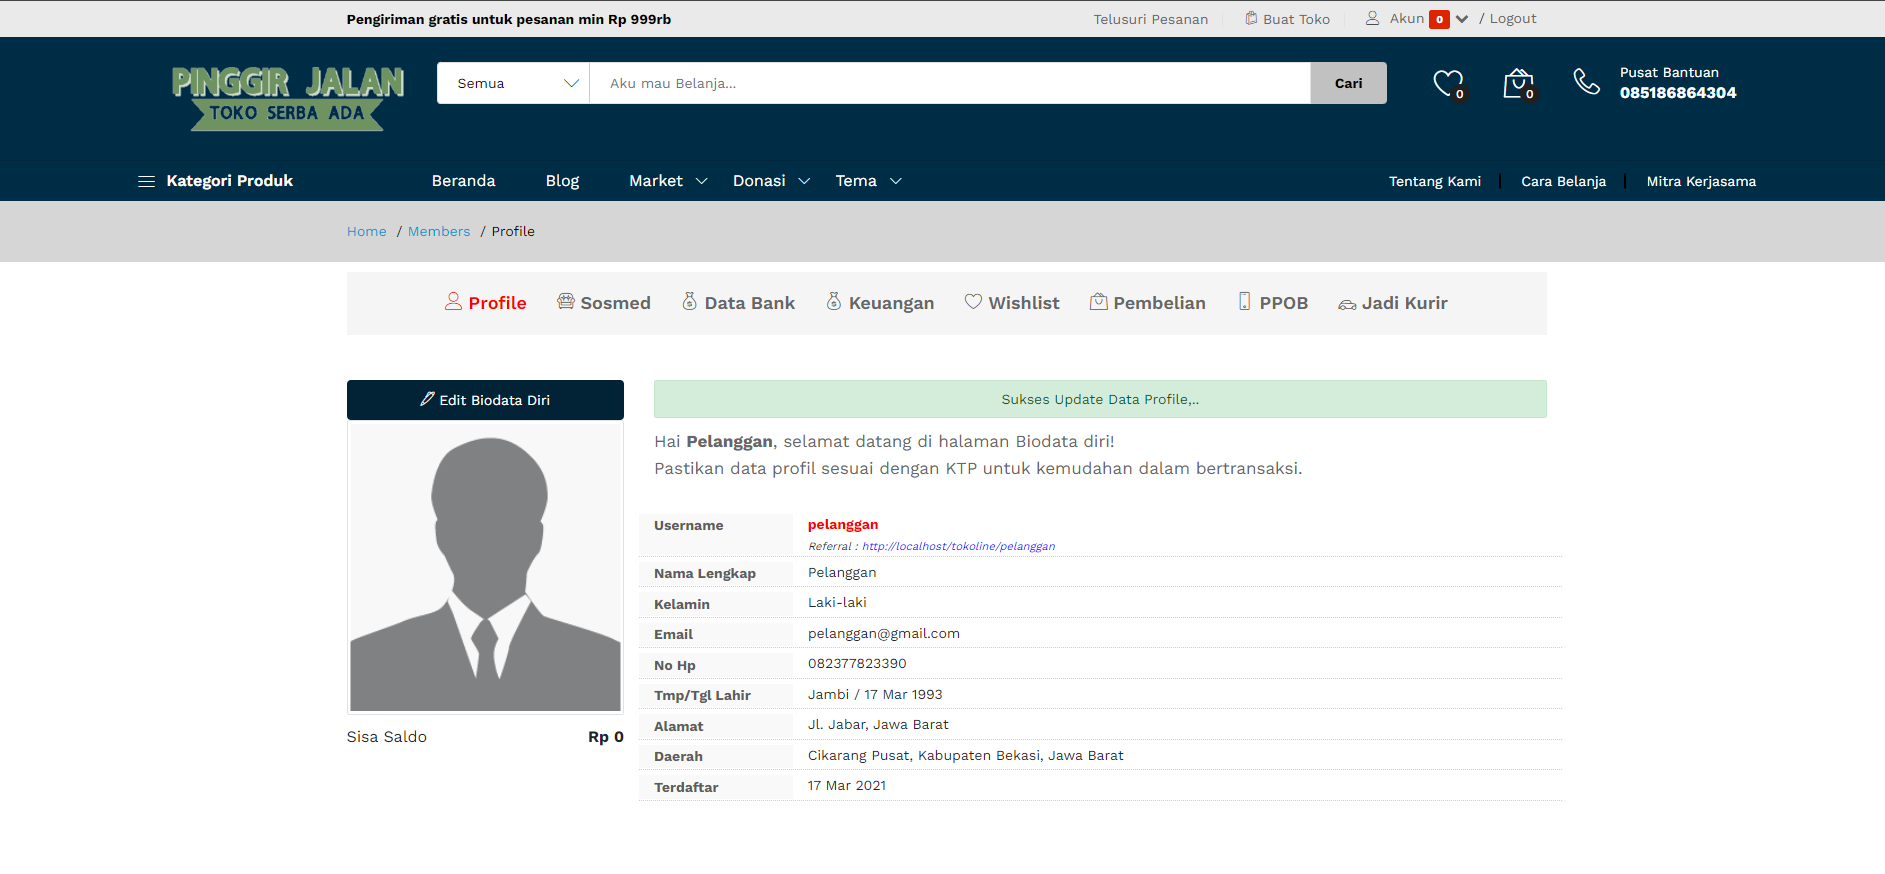 Pengiriman gratis untuk pesanan min Rp 999rb
Telusuri Pesanan
Buat Toko
Akun 0 / Logout
PINGGIR JALAN
TOKO SERBA ADA
Semua
Aku mau Belanja...
Cari
0
0
Pusat Bantuan
085186864304
Kategori Produk
Beranda
Blog
Market
Donasi
Tema
Tentang Kami
Cara Belanja
Mitra Kerjasama
Home / Members / Profile
Profile
Sosmed
Data Bank
Keuangan
Wishlist
Pembelian
PPOB
Jadi Kurir
Edit Biodata Diri
Sisa Saldo Rp 0
Sukses Update Data Profile,..
Hai Pelanggan, selamat datang di halaman Biodata diri!
Pastikan data profil sesuai dengan KTP untuk kemudahan dalam bertransaksi.
Username pelanggan
Referral : http://localhost/tokoline/pelanggan
Nama Lengkap Pelanggan
Kelamin Laki-laki
Email pelanggan@gmail.com
No Hp 082377823390
Tmp/Tgl Lahir Jambi / 17 Mar 1993
Alamat Jl. Jabar, Jawa Barat
Daerah Cikarang Pusat, Kabupaten Bekasi, Jawa Barat
Terdaftar 17 Mar 2021